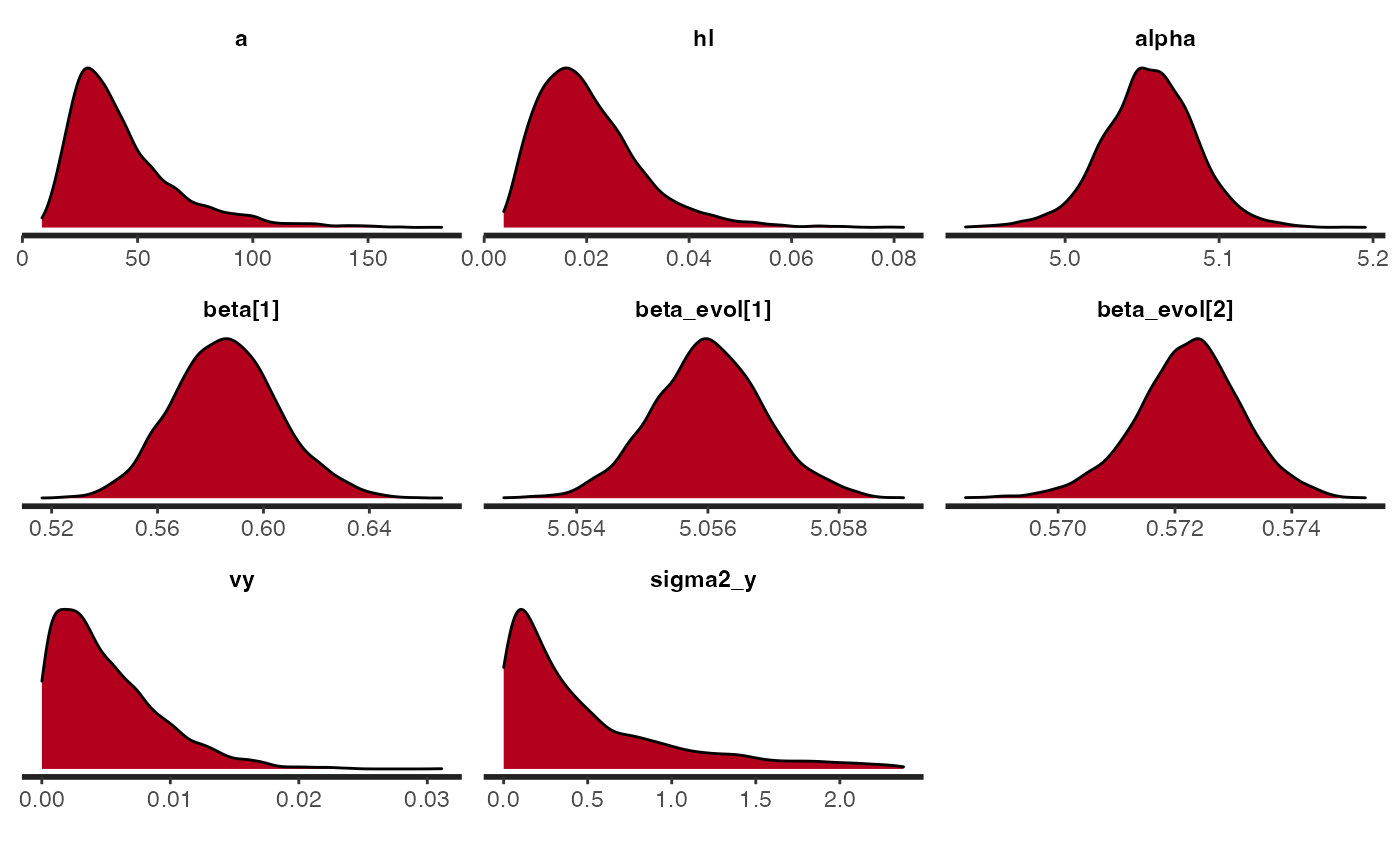 a hl alpha
0 50 100 150 0.00 0.02 0.04 0.06 0.08 5.0 5.1 5.2
beta[1] beta_evol[1] beta_evol[2]
0.52 0.56 0.60 0.64 5.054 5.056 5.058 0.570 0.572 0.574
vy sigma2_y
0.00 0.01 0.02 0.03 0.0 0.5 1.0 1.5 2.0